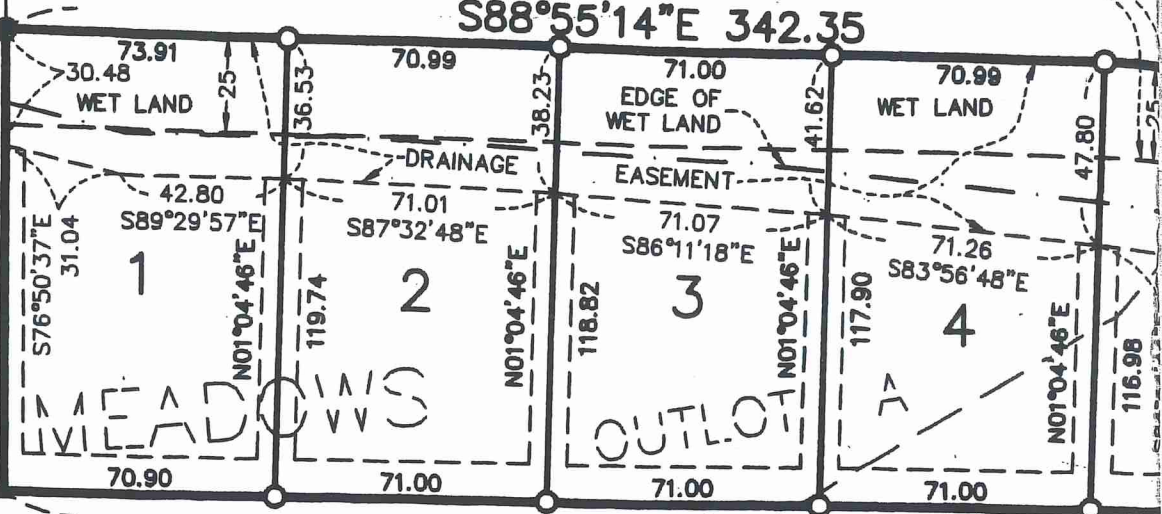 S88°55'14"E 342.35
73.91
70.99
71.00
70.99
30.48
WET LAND
25
36.53
38.23
EDGE OF
WET LAND
41.62
WET LAND
47.80
25
DRAINAGE
EASEMENT
42.80
S89°29'57"E
71.01
S87°32'48"E
71.07
S86°11'18"E
71.26
S83°56'48"E
S76°50'37"E
31.04
1
N01°04'46"E
119.74
2
N01°04'46"E
118.82
3
N01°04'46"E
117.90
4
N01°04'46"E
116.98
MEADOWS
OUTLOT A
70.90
71.00
71.00
71.00